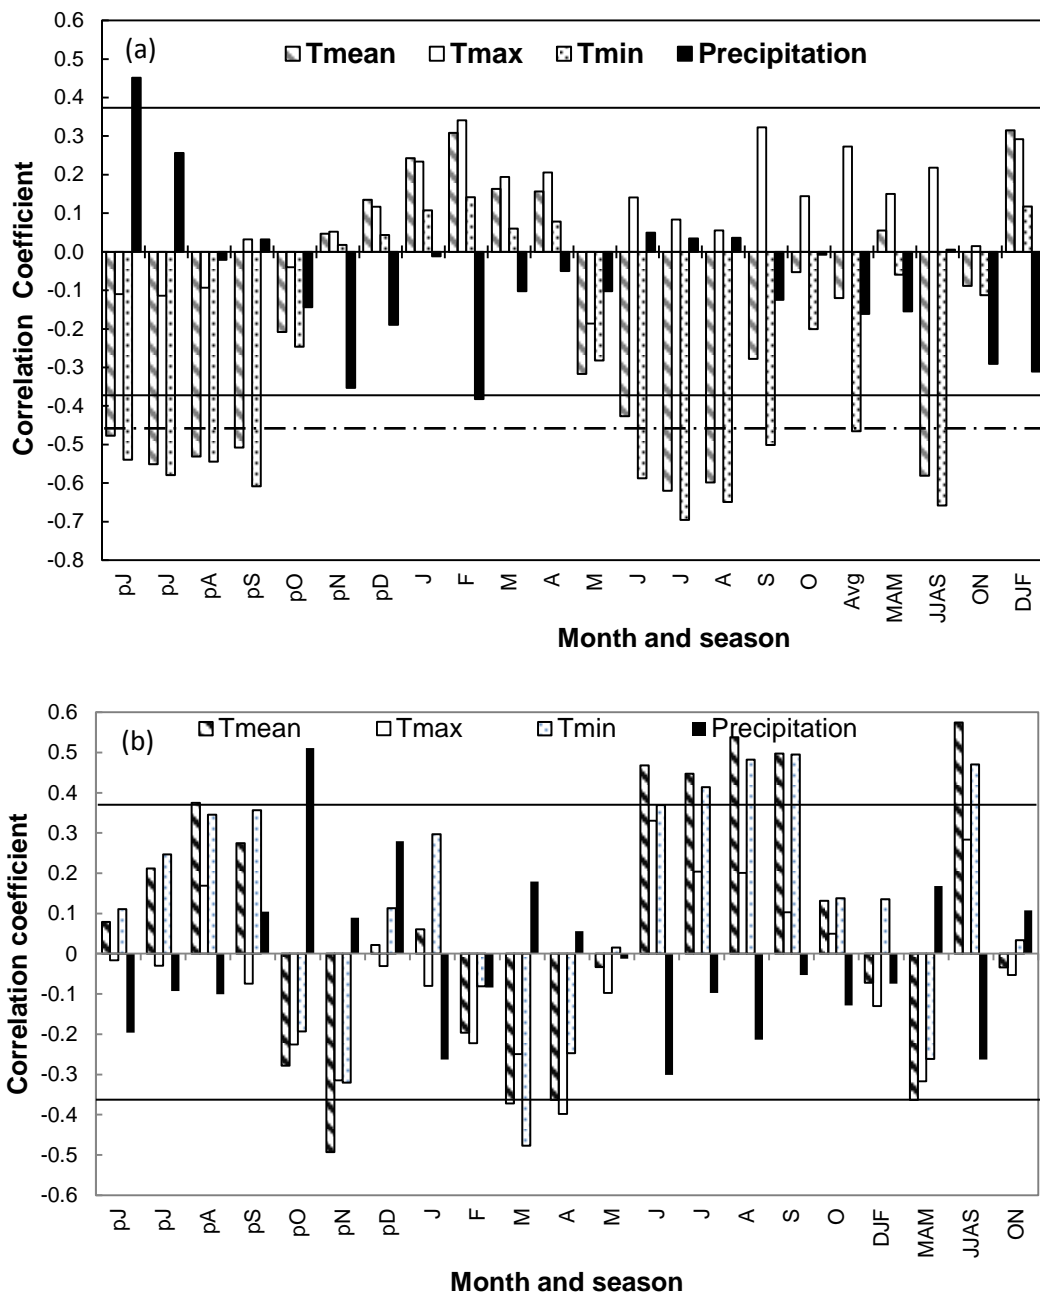 (a)
Tmean Tmax Tmin Precipitation
0.6
0.5
0.4
0.3
0.2
0.1
0.0
-0.1
-0.2
-0.3
-0.4
-0.5
-0.6
-0.7
-0.8
Correlation Coefficient
pJ pJ pA pS pO pN pD J F M A M J J A S O Avg MAM JJAS ON DJF
Month and season
(b)
Tmean Tmax Tmin Precipitation
0.6
0.5
0.4
0.3
0.2
0.1
0
-0.1
-0.2
-0.3
-0.4
-0.5
-0.6
Correlation coefficient
pJ pJ pA pS pO pN pD J F M A M J J A S O DJF MAM JJAS ON
Month and season